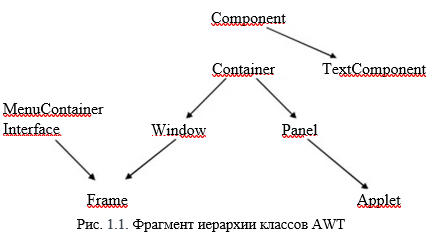 Component
Container
TextComponent
MenuContainer
Interface
Window
Panel
Frame
Applet
Рис. 1.1. Фрагмент иерархии классов AWT